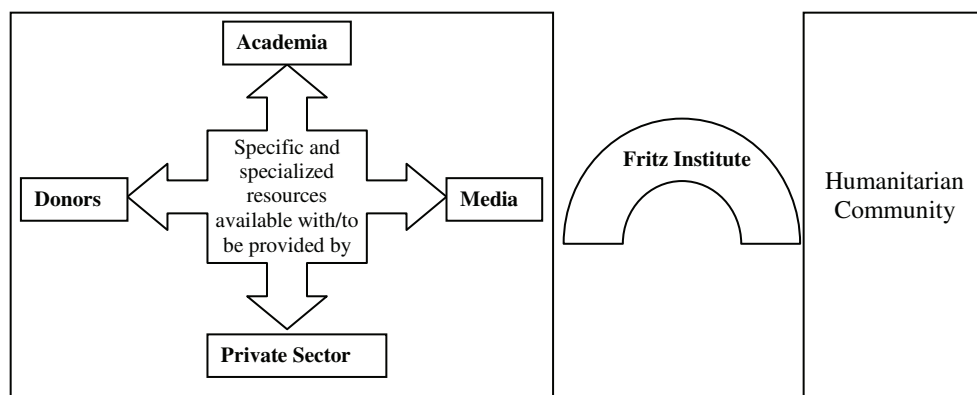 Academia
Specific and
specialized
resources
available with/to
be provided by
Donors
Media
Private Sector
Fritz Institute
Humanitarian
Community